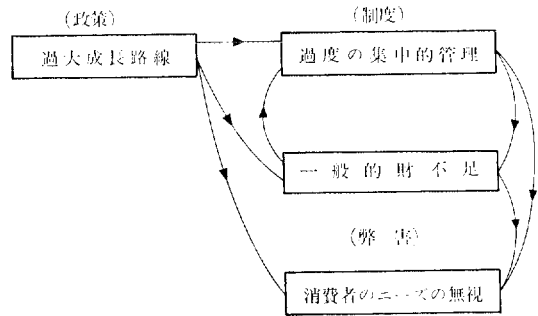 (政策)
(制度)
過大成長路線
過度の集中的管理
一般的財不足
(弊害)
消費者のニーズの無視